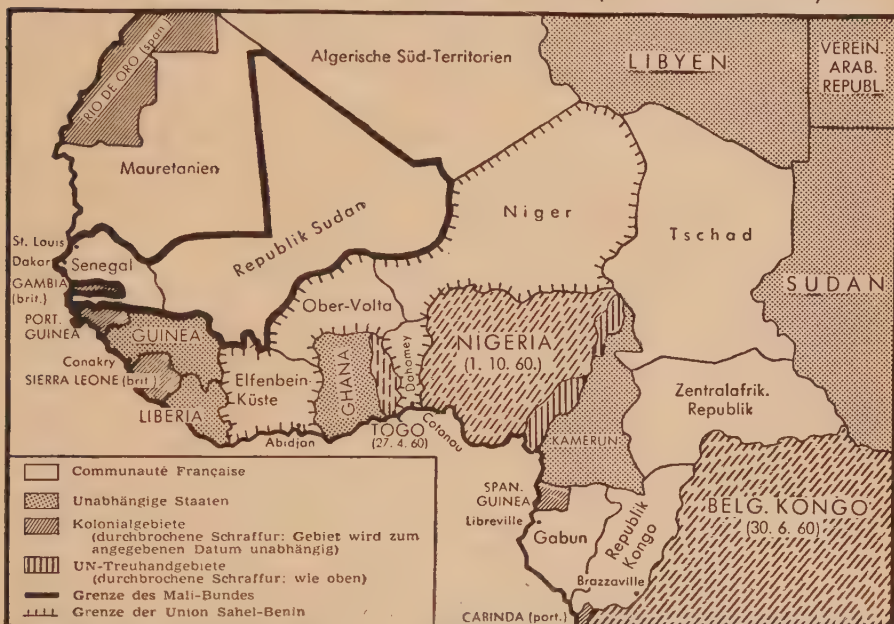 Algerische Süd-Territorien
LIBYEN
VEREIN.
ARAB.
REPUBL.
RIO DE ORO (span.)
Mauretanien
Republik Sudan
Niger
Tschad
SUDAN
St. Louis
Dakar
Senegal
GAMBIA
(brit.)
PORT.
GUINEA
GUINEA
Conakry
SIERRA LEONE (brit.)
LIBERIA
Elfenbein-
Küste
Abidjan
Ober-Volta
GHANA
TOGO
(27. 4. 60)
Dahomey
Cotonou
NIGERIA
(1. 10. 60.)
KAMERUN
Zentralafrik.
Republik
SPAN.
GUINEA
Libreville
Gabun
Republik
Kongo
Brazzaville
BELG. KONGO
(30. 6. 60)
CABINDA (port.)
Communauté Française
Unabhängige Staaten
Kolonialgebiete
(durchbrochene Schraffur: Gebiet wird zum
angegebenen Datum unabhängig)
UN-Treuhandgebiete
(durchbrochene Schraffur: wie oben)
Grenze des Mali-Bundes
Grenze der Union Sahel-Benin